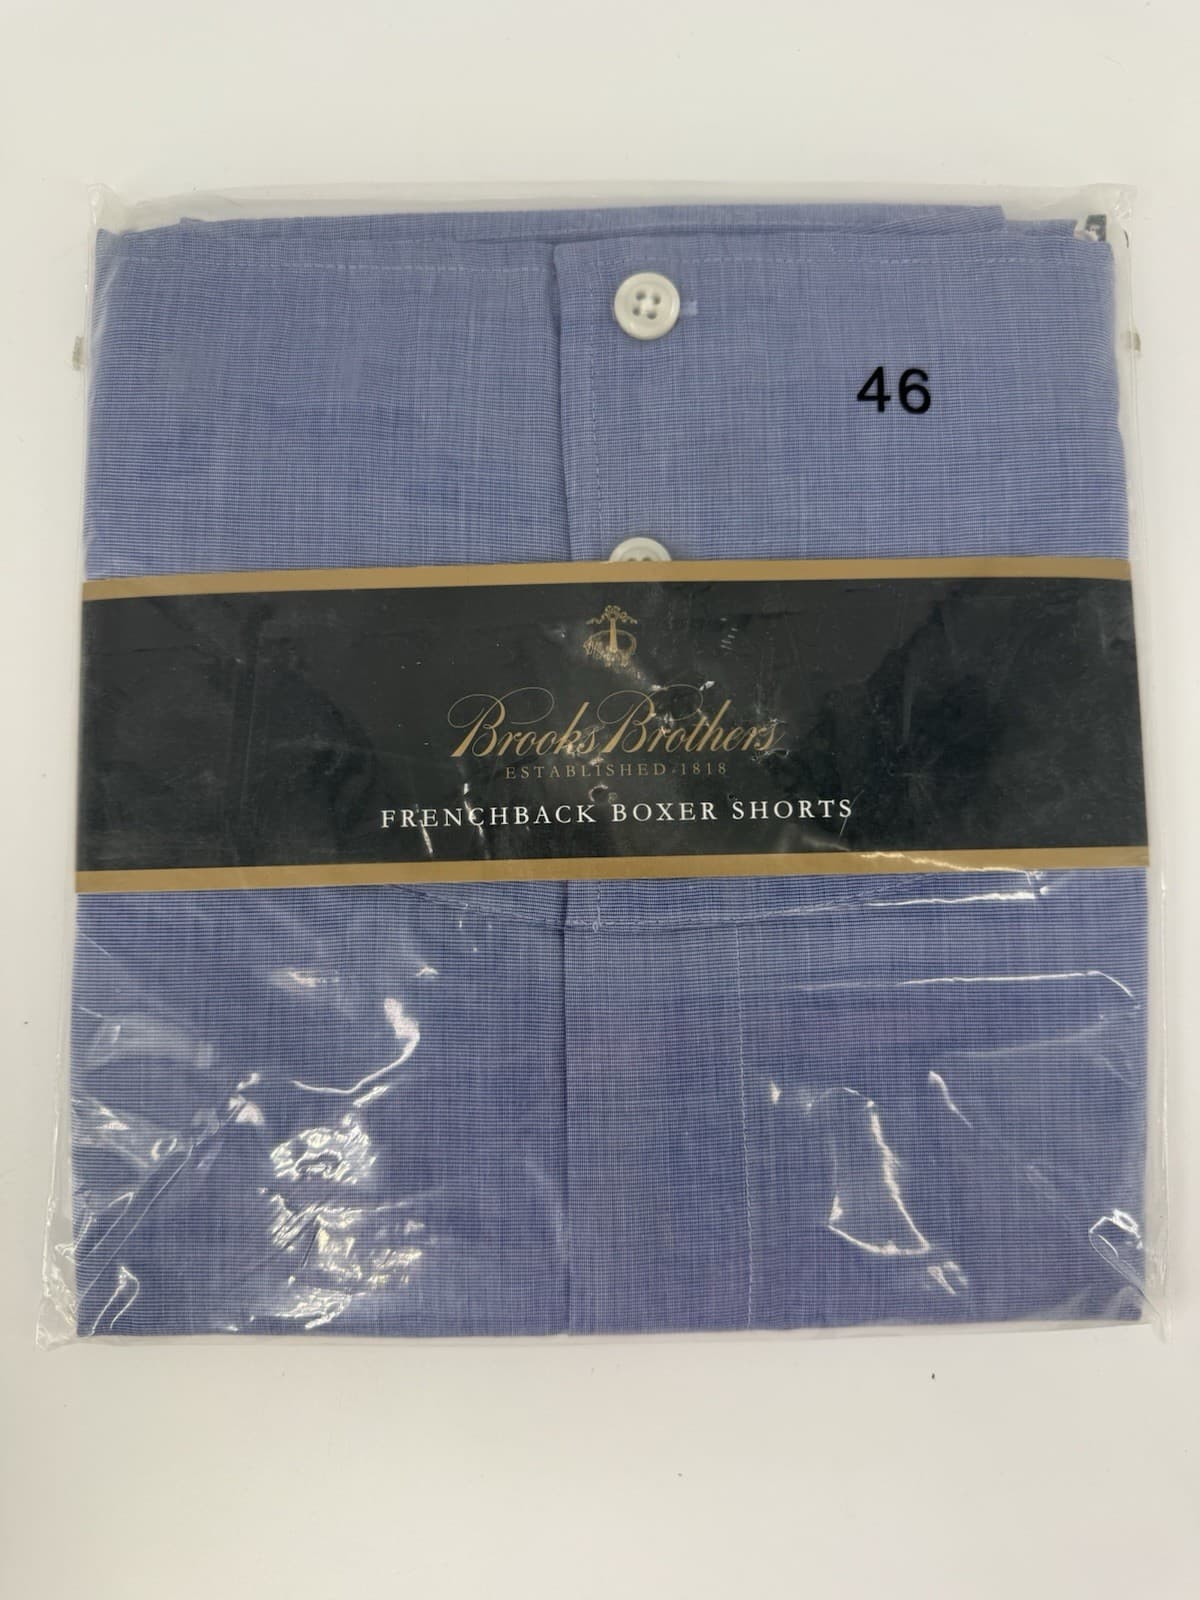 46
Brooks Brothers
ESTABLISHED 1818
FRENCHBACK BOXER SHORTS